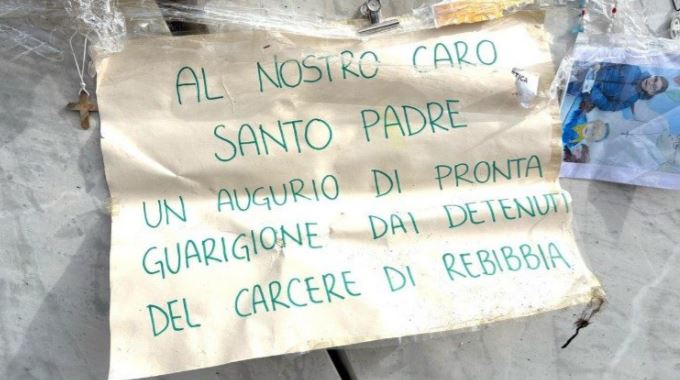 AL NOSTRO CARO
SANTO PADRE
UN AUGURIO DI PRONTA
GUARIGIONE DAI DETENUTI
DEL CARCERE DI REBIBBIA